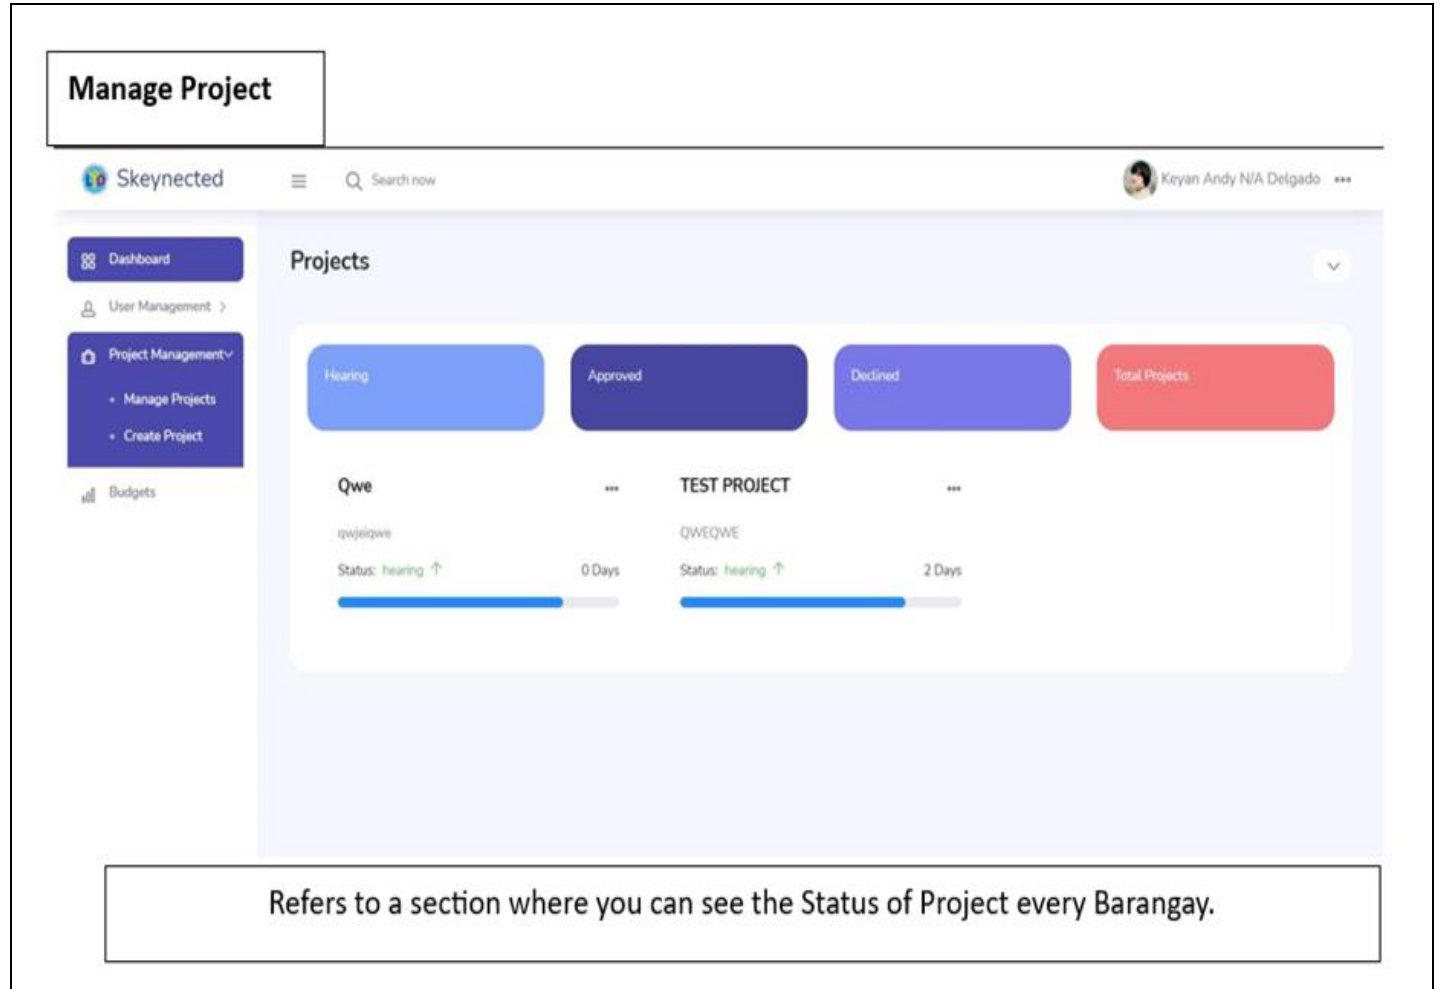 Manage Project
Skeynected
Search now
Keyan Andy N/A Delgado
Dashboard
User Management
Project Management
Manage Projects
Create Project
Budgets
Projects
Hearing
Approved
Declined
Total Projects
Qwe
qwjeiqwe
Status: hearing
0 Days
TEST PROJECT
QWEQWE
Status: hearing
2 Days
Refers to a section where you can see the Status of Project every Barangay.